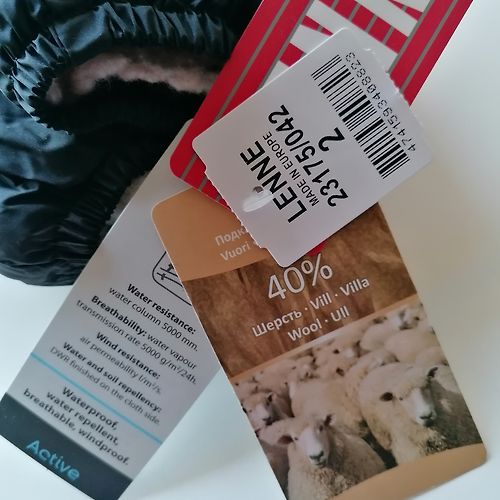 LENNE
MADE IN EUROPE
23175/042
2
4741593408823
Vuori
40%
Шерсть · Vill · Villa
Wool · Ull
Water resistance:
water column 5000 mm.
Breathability: water vapour
transmission rate 5000 g/m²/24h.
Wind resistance:
air permeability l/m²/s.
Water and soil repellency:
DWR finished on the cloth side.
Waterproof,
water repellent,
breathable, windproof.
Active